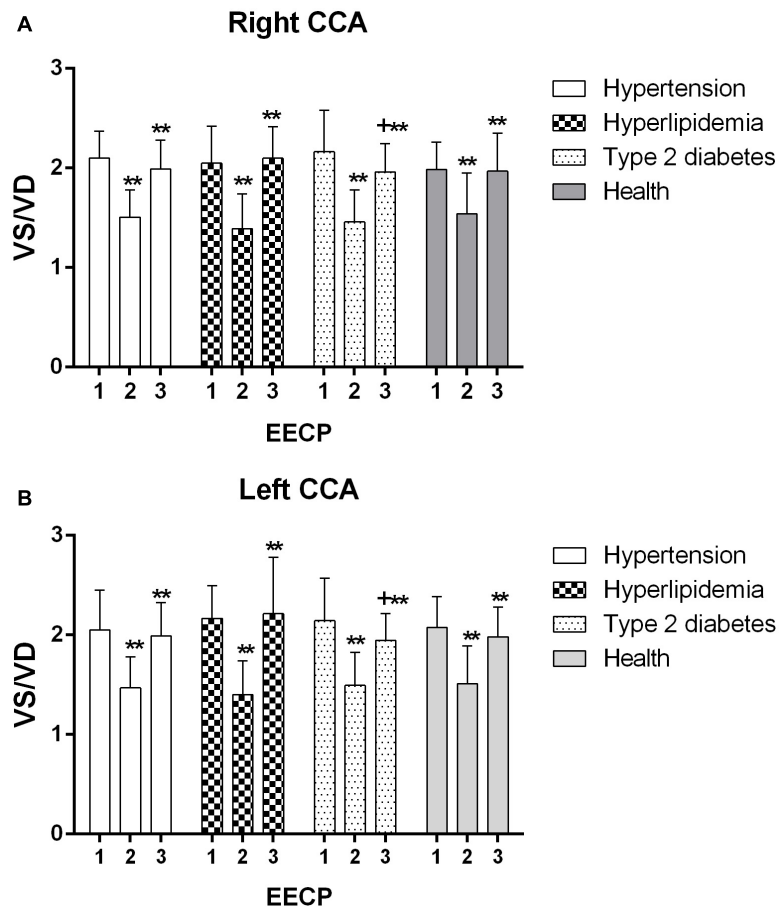 A
Right CCA
3
2
1
0
VS/VD
** ** ** ** +** ** ** **
** **
1 2 3 1 2 3 1 2 3 1 2 3
EECP
Hypertension
Hyperlipidemia
Type 2 diabetes
Health
B
Left CCA
3
2
1
0
VS/VD
** ** ** ** ** +** ** **
1 2 3 1 2 3 1 2 3 1 2 3
EECP
Hypertension
Hyperlipidemia
Type 2 diabetes
Health